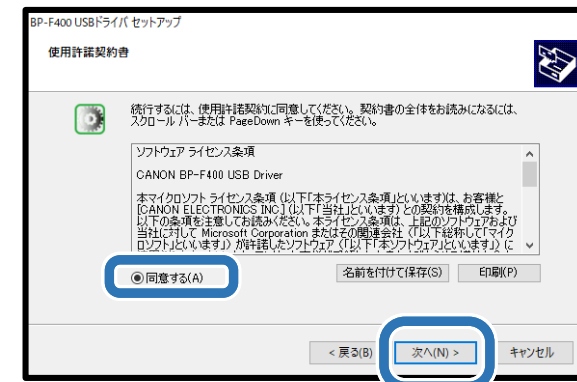 BP-F400 USBドライバ セットアップ
使用許諾契約書
続行するには、使用許諾契約に同意してください。契約書の全体をお読みになるには、
スクロール バーまたは PageDown キーを使ってください。
ソフトウェア ライセンス条項
CANON BP-F400 USB Driver
本マイクロソフト ライセンス条項 (以下「本ライセンス条項」といいます)は、お客様と
[CANON ELECTRONICS INC.] (以下「当社」といいます) との契約を構成します。
以下の条項を注意してお読みください。本ライセンス条項は、上記のソフトウェアおよび
当社に対して Microsoft Corporation またはその関連会社 (「以下総称して「マイク
ロソフト」といいます」) が許諾したソフトウェア (「以下「本ソフトウェア」といいます」) に
同意する(A)
名前を付けて保存(S)
印刷(P)
< 戻る(B)
次へ(N) >
キャンセル